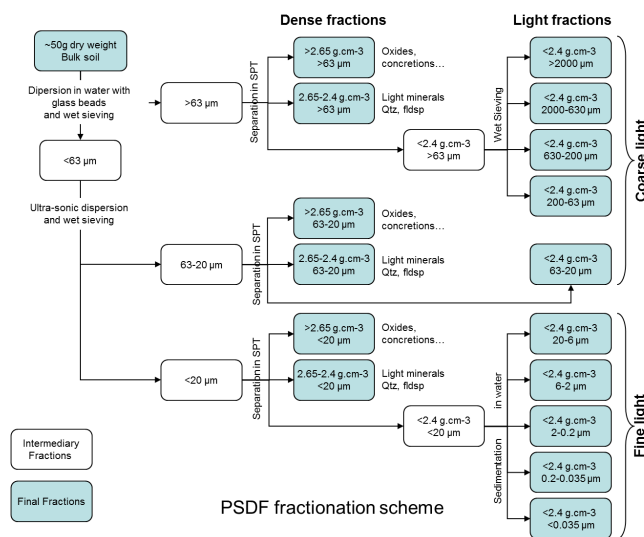 Dense fractions
Light fractions
~50g dry weight
Bulk soil
Dispersion in water with
glass beads
and wet sieving
>63 µm
Separation in SPT
>2.65 g.cm-3
>63 µm
Oxides,
concretions…
2.65-2.4 g.cm-3
>63 µm
Light minerals
Qtz, fldsp
<2.4 g.cm-3
>63 µm
Wet Sieving
<2.4 g.cm-3
>2000 µm
<2.4 g.cm-3
2000-630 µm
<2.4 g.cm-3
630-200 µm
<2.4 g.cm-3
200-63 µm
Coarse light
<63 µm
Ultra-sonic dispersion
and wet sieving
63-20 µm
Separation in SPT
>2.65 g.cm-3
63-20 µm
Oxides,
concretions…
2.65-2.4 g.cm-3
63-20 µm
Light minerals
Qtz, fldsp
<2.4 g.cm-3
63-20 µm
<20 µm
Separation in SPT
>2.65 g.cm-3
<20 µm
Oxides,
concretions…
2.65-2.4 g.cm-3
<20 µm
Light minerals
Qtz, fldsp
<2.4 g.cm-3
<20 µm
Sedimentation in water
<2.4 g.cm-3
20-6 µm
<2.4 g.cm-3
6-2 µm
<2.4 g.cm-3
2-0.2 µm
<2.4 g.cm-3
0.2-0.035 µm
<2.4 g.cm-3
<0.035 µm
Fine light
Intermediary
Fractions
Final Fractions
PSDF fractionation scheme